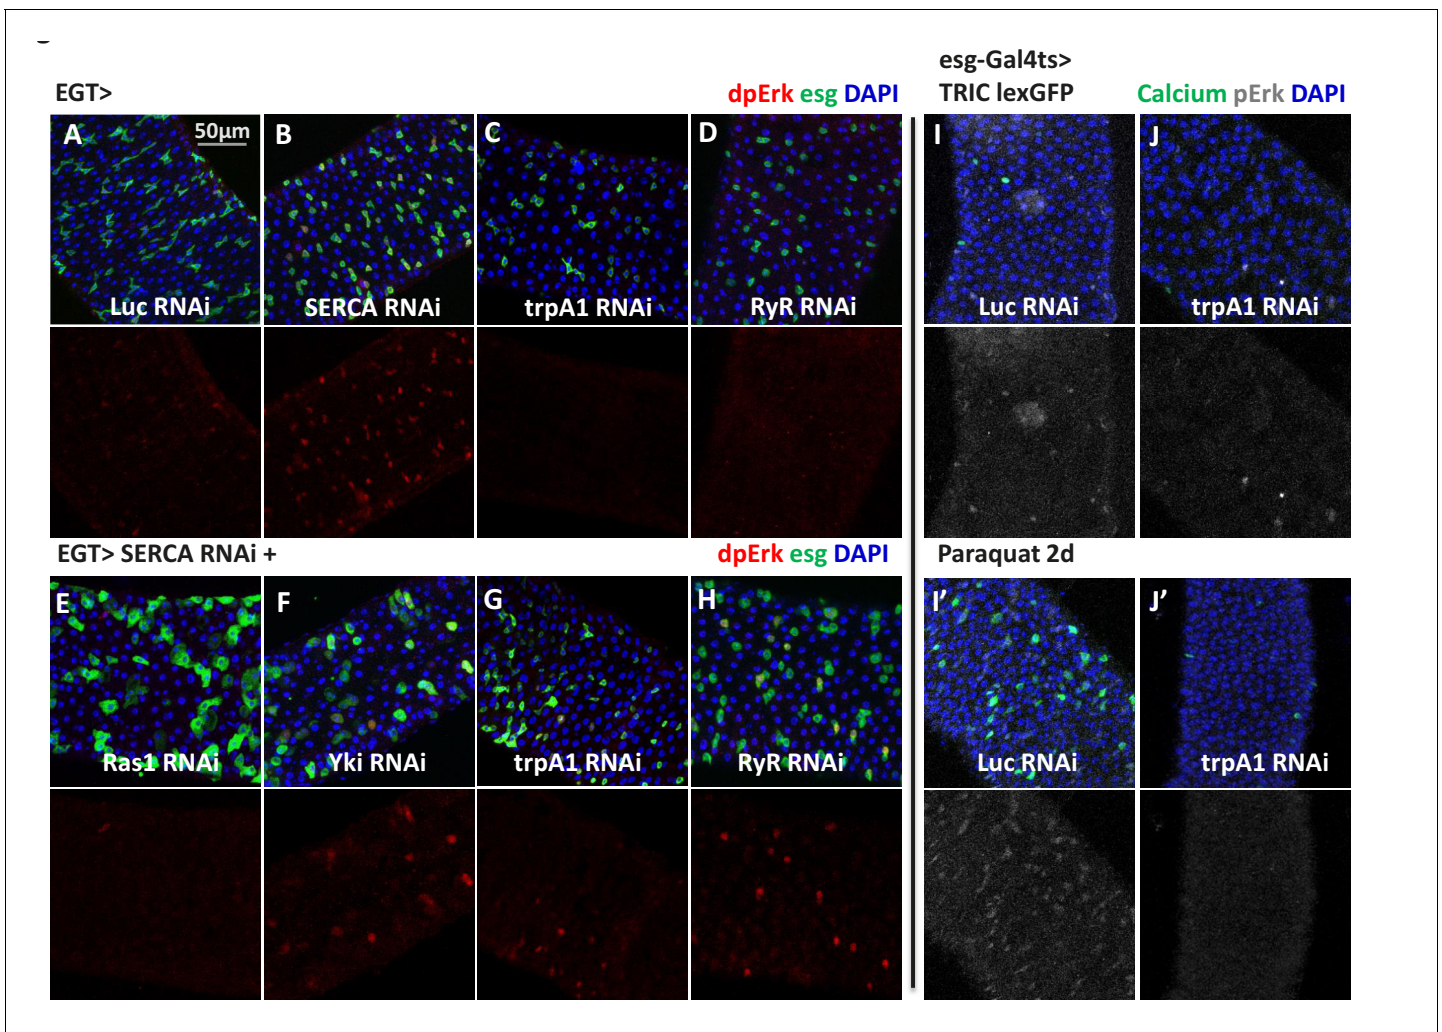 EGT>
dpErk esg DAPI
esg-Gal4ts>
TRIC lexGFP
Calcium pErk DAPI
A
50µm
B
C
D
I
J
Luc RNAi
SERCA RNAi
trpA1 RNAi
RyR RNAi
Luc RNAi
trpA1 RNAi
EGT> SERCA RNAi +
dpErk esg DAPI
Paraquat 2d
E
F
G
H
I’
J’
Ras1 RNAi
Yki RNAi
trpA1 RNAi
RyR RNAi
Luc RNAi
trpA1 RNAi